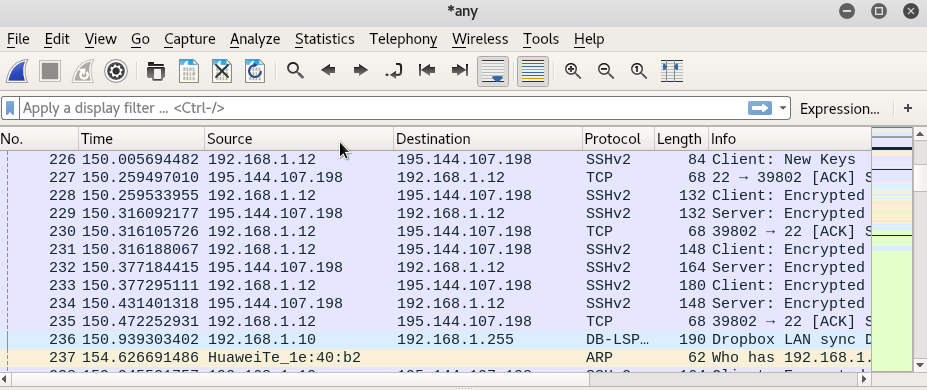 *any
File Edit View Go Capture Analyze Statistics Telephony Wireless Tools Help
Apply a display filter ... <Ctrl-/> Expression... +
No. Time Source Destination Protocol Length Info
226 150.005694482 192.168.1.12 195.144.107.198 SSHv2 84 Client: New Keys
227 150.259497010 195.144.107.198 192.168.1.12 TCP 68 22 → 39802 [ACK] S
228 150.259533955 192.168.1.12 195.144.107.198 SSHv2 132 Client: Encrypted
229 150.316092177 195.144.107.198 192.168.1.12 SSHv2 132 Server: Encrypted
230 150.316105726 192.168.1.12 195.144.107.198 TCP 68 39802 → 22 [ACK] S
231 150.316188067 192.168.1.12 195.144.107.198 SSHv2 148 Client: Encrypted
232 150.377184415 195.144.107.198 192.168.1.12 SSHv2 164 Server: Encrypted
233 150.377295111 192.168.1.12 195.144.107.198 SSHv2 180 Client: Encrypted
234 150.431401318 195.144.107.198 192.168.1.12 SSHv2 148 Server: Encrypted
235 150.472252931 192.168.1.12 195.144.107.198 TCP 68 39802 → 22 [ACK] S
236 150.939303402 192.168.1.10 192.168.1.255 DB-LSP… 190 Dropbox LAN sync D
237 154.626691486 HuaweiTe_1e:40:b2 ARP 62 Who has 192.168.1.